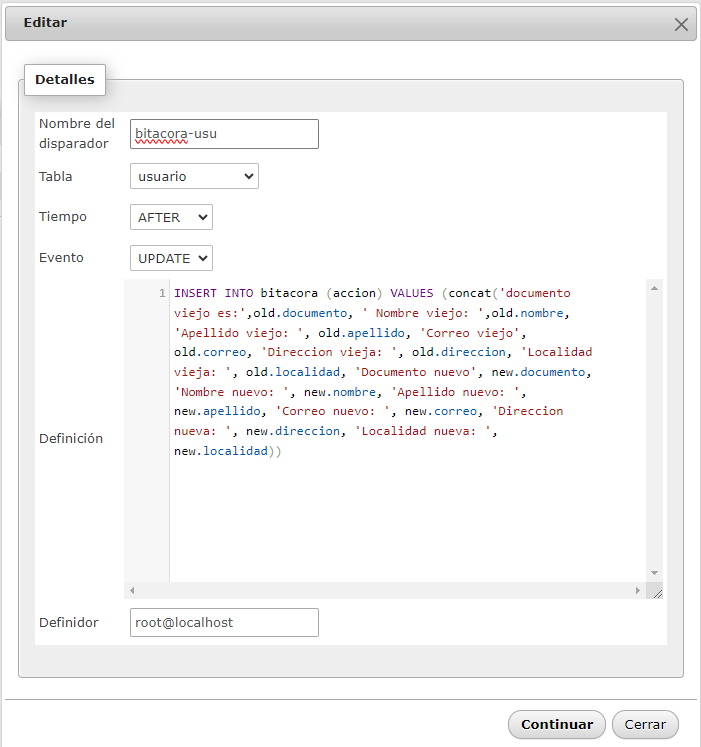 Editar
Detalles
Nombre del
disparador
bitacora-usu
Tabla
usuario
Tiempo
AFTER
Evento
UPDATE
Definición
1
INSERT INTO bitacora (accion) VALUES (concat('documento
viejo es:',old.documento, ' Nombre viejo: ',old.nombre,
'Apellido viejo: ', old.apellido, 'Correo viejo',
old.correo, 'Direccion vieja: ', old.direccion, 'Localidad
vieja: ', old.localidad, 'Documento nuevo', new.documento,
'Nombre nuevo: ', new.nombre, 'Apellido nuevo: ',
new.apellido, 'Correo nuevo: ', new.correo, 'Direccion
nueva: ', new.direccion, 'Localidad nueva: ',
new.localidad))
Definidor
root@localhost
Continuar
Cerrar